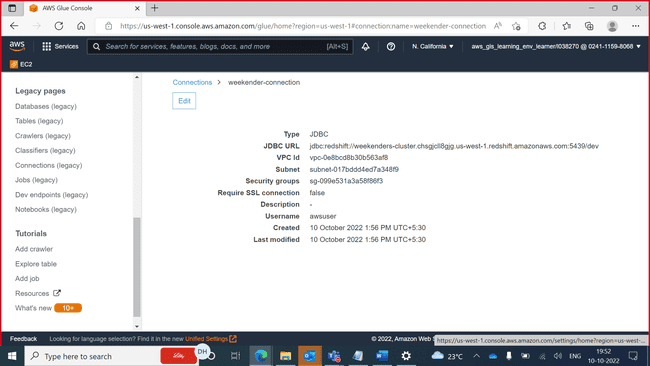 AWS Glue Console
https://us-west-1.console.aws.amazon.com/glue/home?region=us-west-1#connection:name=weekender-connection
aws
Services
Search for services, features, blogs, docs, and more
[Alt+S]
N. California
aws_gis_learning_env_learner/I038270 @ 0241-1159-8068
EC2
Legacy pages
Databases (legacy)
Tables (legacy)
Crawlers (legacy)
Classifiers (legacy)
Connections (legacy)
Jobs (legacy)
Dev endpoints (legacy)
Notebooks (legacy)
Tutorials
Add crawler
Explore table
Add job
Resources
What's new 10+
Connections > weekender-connection
Edit
Type JDBC
JDBC URL jdbc:redshift://weekenders-cluster.chsgjcll8gjg.us-west-1.redshift.amazonaws.com:5439/dev
VPC Id vpc-0e8bcd8b30b563af8
Subnet subnet-017bddd4ed7a348f9
Security groups sg-099e531a3a58f86f3
Require SSL connection false
Description -
Username awsuser
Created 10 October 2022 1:56 PM UTC+5:30
Last modified 10 October 2022 1:56 PM UTC+5:30
Feedback
Looking for language selection? Find it in the new Unified Settings
© 2022, Amazon Web
https://us-west-1.console.aws.amazon.com/settings/home?region=us-west-...
Type here to search
DH
23°C
ENG
19:52
10-10-2022